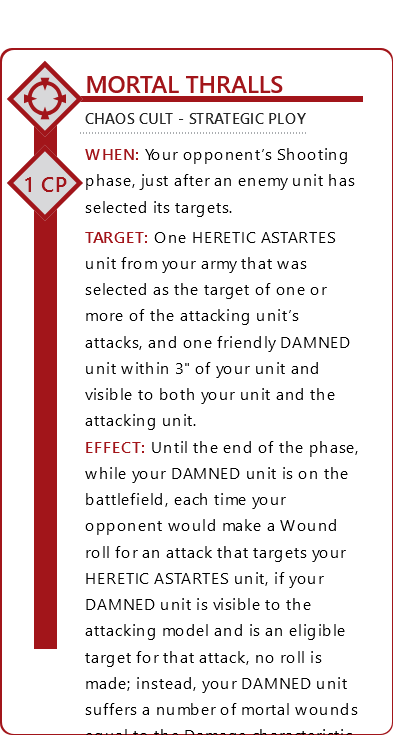 MORTAL THRALLS
CHAOS CULT - STRATEGIC PLOY
WHEN: Your opponent's Shooting
phase, just after an enemy unit has
selected its targets.
1 CP
TARGET: One HERETIC ASTARTES
unit from your army that was
selected as the target of one or
more of the attacking unit's
attacks, and one friendly DAMNED
unit within 3" of your unit and
visible to both your unit and the
attacking unit.
EFFECT: Until the end of the phase,
while your DAMNED unit is on the
battlefield, each time your
opponent would make a Wound
roll for an attack that targets your
HERETIC ASTARTES unit, if your
DAMNED unit is visible to the
attacking model and is an eligible
target for that attack, no roll is
made; instead, your DAMNED unit
suffers a number of mortal wounds
equal to the Damage characteristic